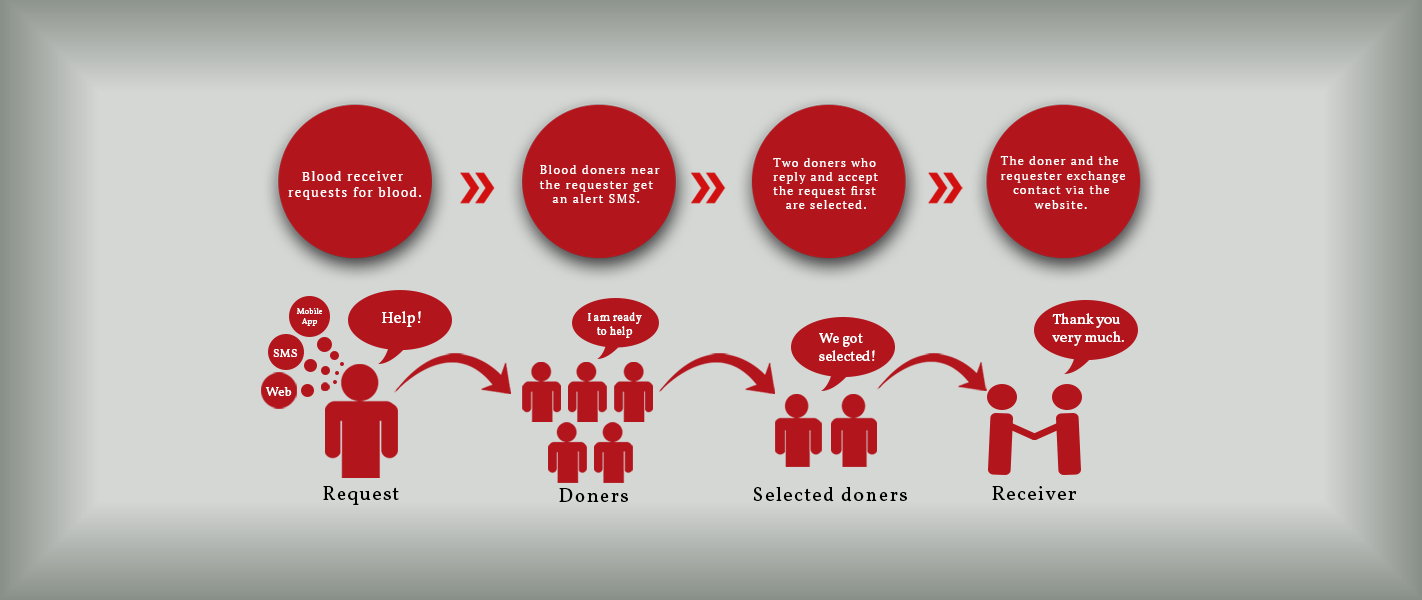 Blood receiver
requests for blood.
Blood doners near
the requester get
an alert SMS.
Two doners who
reply and accept
the request first
are selected.
The doner and the
requester exchange
contact via the
website.
Mobile
App
SMS
Web
Help!
I am ready
to help
We got
selected!
Thank you
very much.
Request
Doners
Selected doners
Receiver